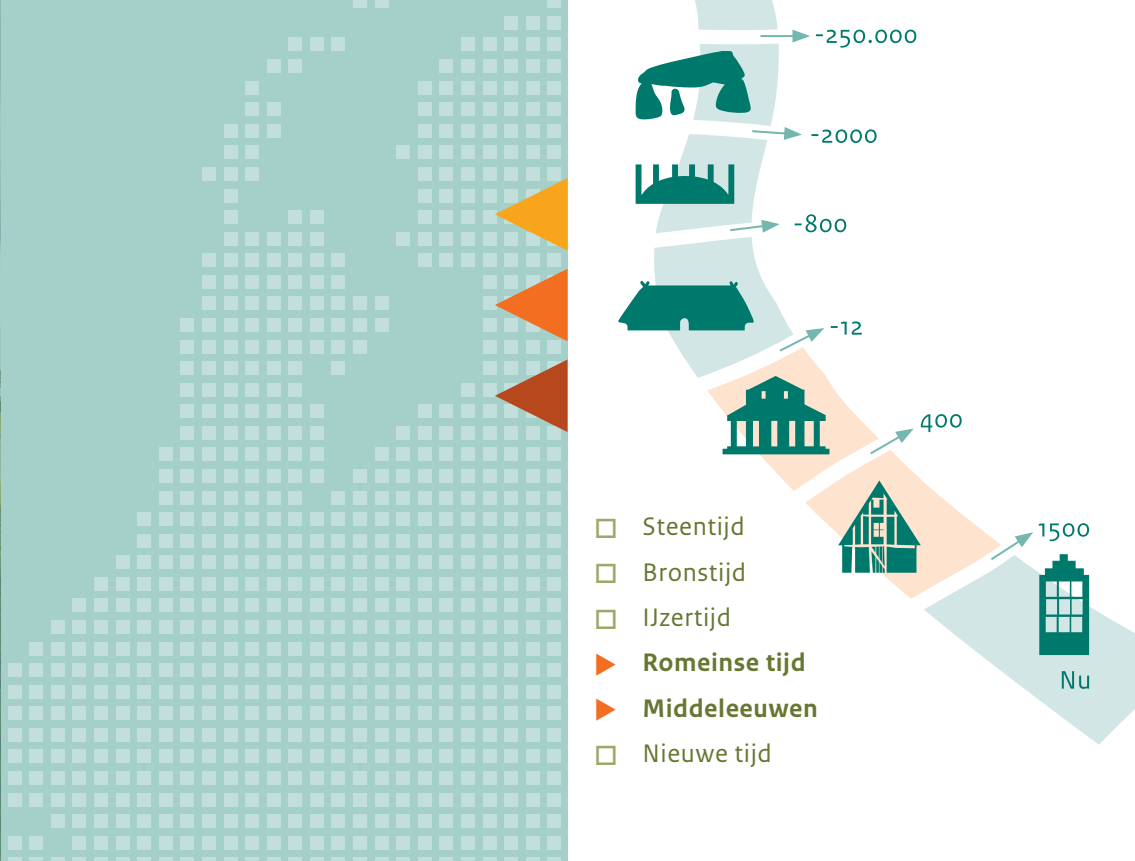 -250.000
-2000
-800
-12
400
1500
Nu
Steentijd
Bronstijd
IJzertijd
Romeinse tijd
Middeleeuwen
Nieuwe tijd